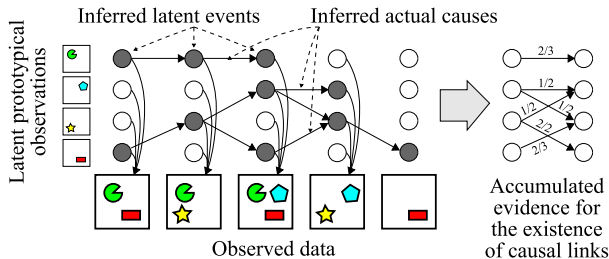 Inferred latent events
Inferred actual causes
Latent prototypical
observations
2/3
1/2
1/2
1/2
2/2
2/3
Observed data
Accumulated
evidence for
the existence
of causal links